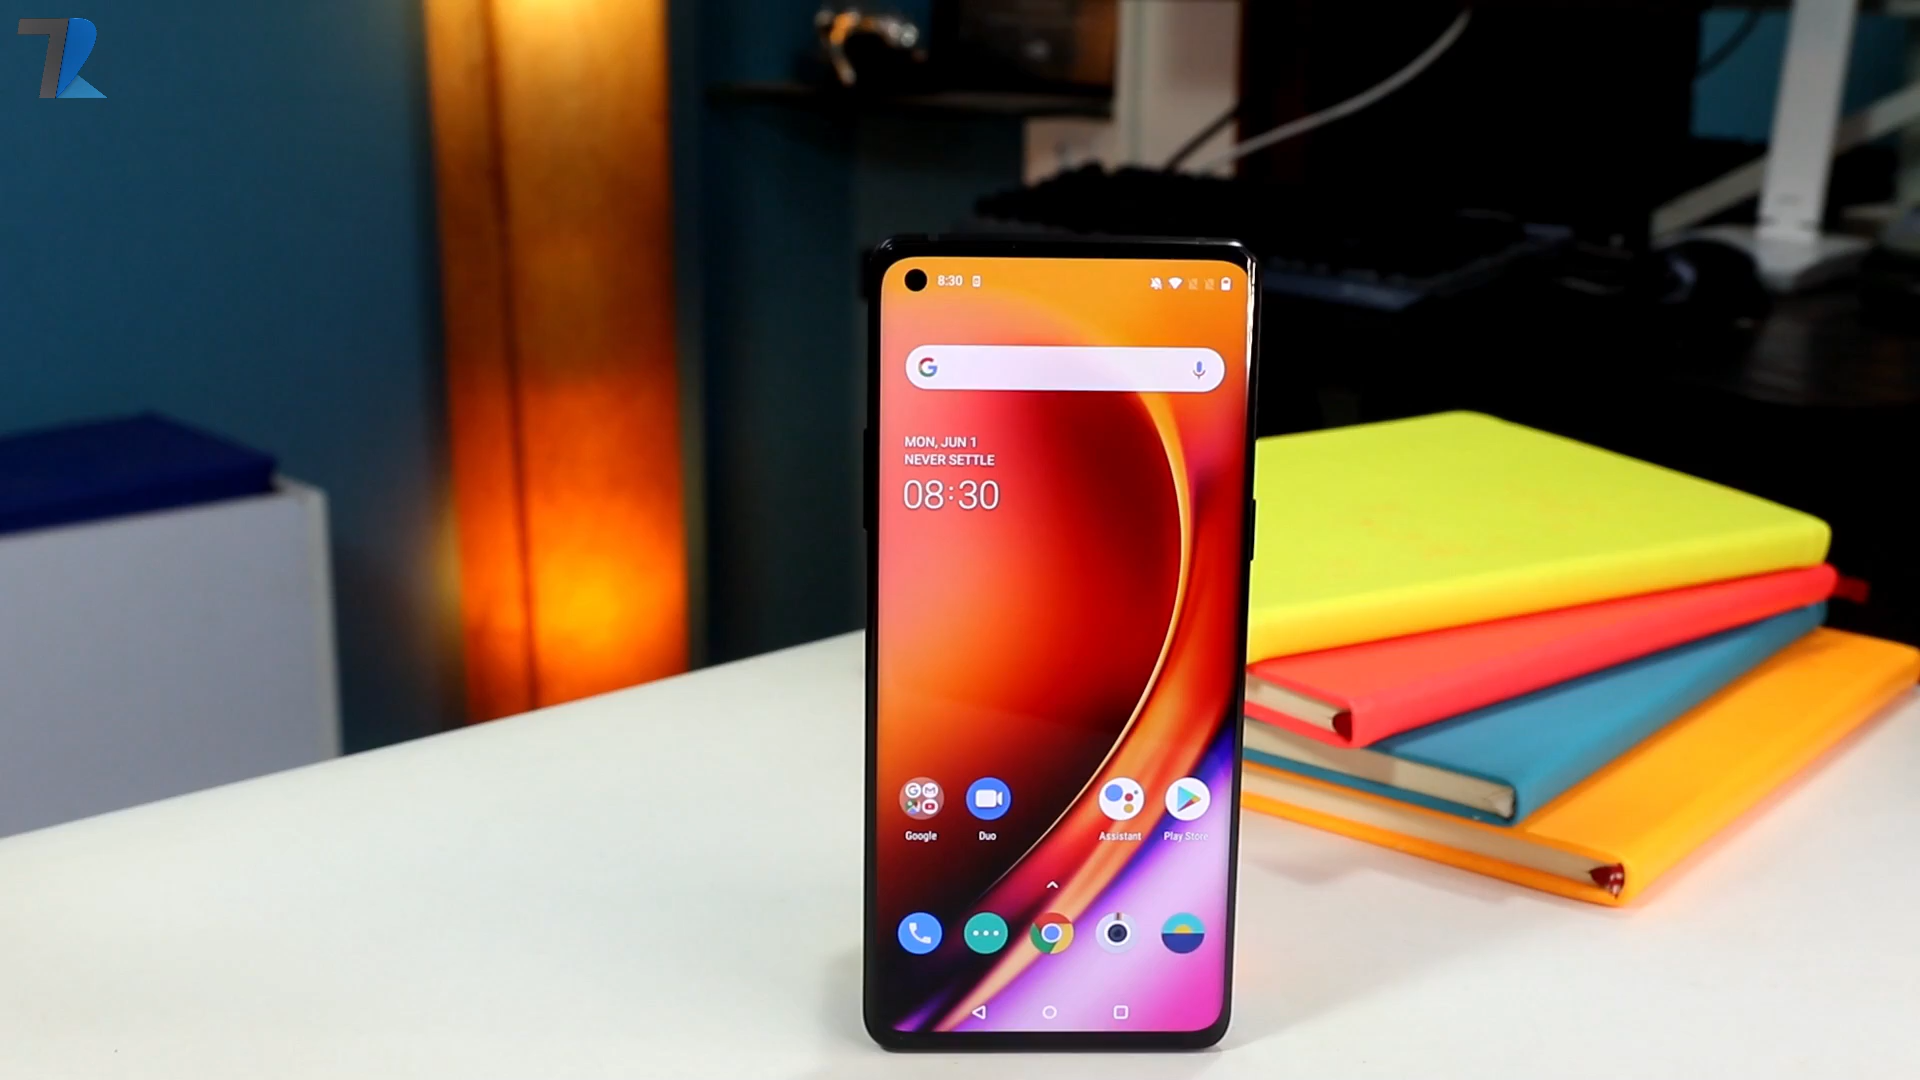 8:30
MON, JUN 1
NEVER SETTLE
08:30
Google
Duo
Assistant
Play Store